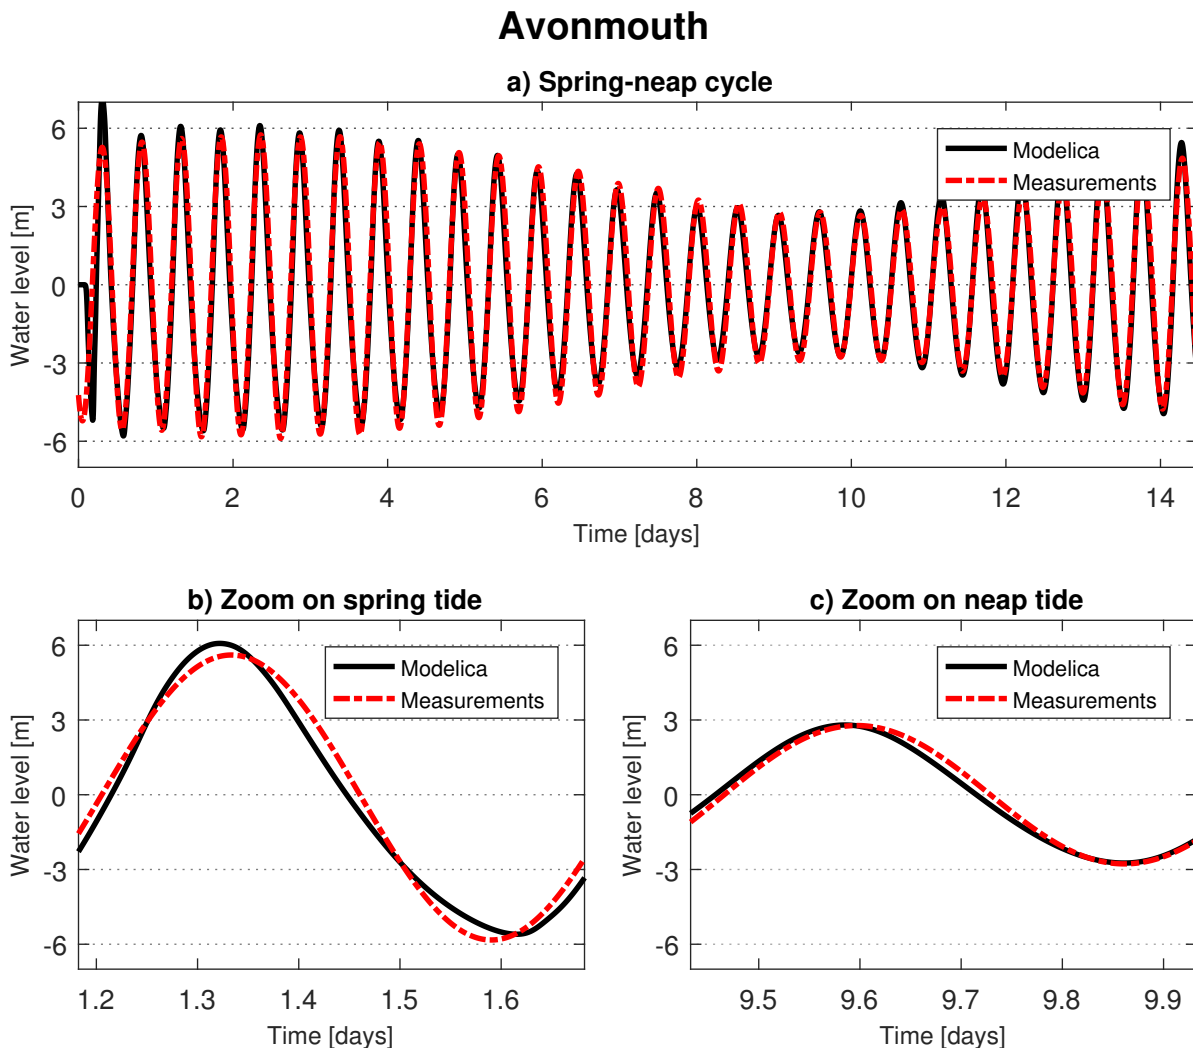 Avonmouth
a) Spring-neap cycle
Water level [m]
6
3
0
-3
-6
Modelica
Measurements
0 2 4 6 8 10 12 14
Time [days]
b) Zoom on spring tide
Water level [m]
6
3
0
-3
-6
Modelica
Measurements
1.2 1.3 1.4 1.5 1.6
Time [days]
c) Zoom on neap tide
Water level [m]
6
3
0
-3
-6
Modelica
Measurements
9.5 9.6 9.7 9.8 9.9
Time [days]